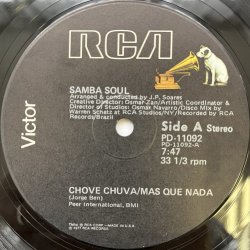 RCA
Victor
SAMBA SOUL
Arranged & conducted by J.P. Soares
Creative Director: Osmar Zan/Artistic Coordinator &
Director of Studios: Osmar Navarro/Disco Mix by
Warren Schatz at RCA Studios/NY/Recorded by RCA
Records/Brazil
Side A Stereo
PD-11092
PD-11092-A
7:47
33 1/3 rpm
CHOVE CHUVA/MAS QUE NADA
(Jorge Ben)
Peer International, BMI